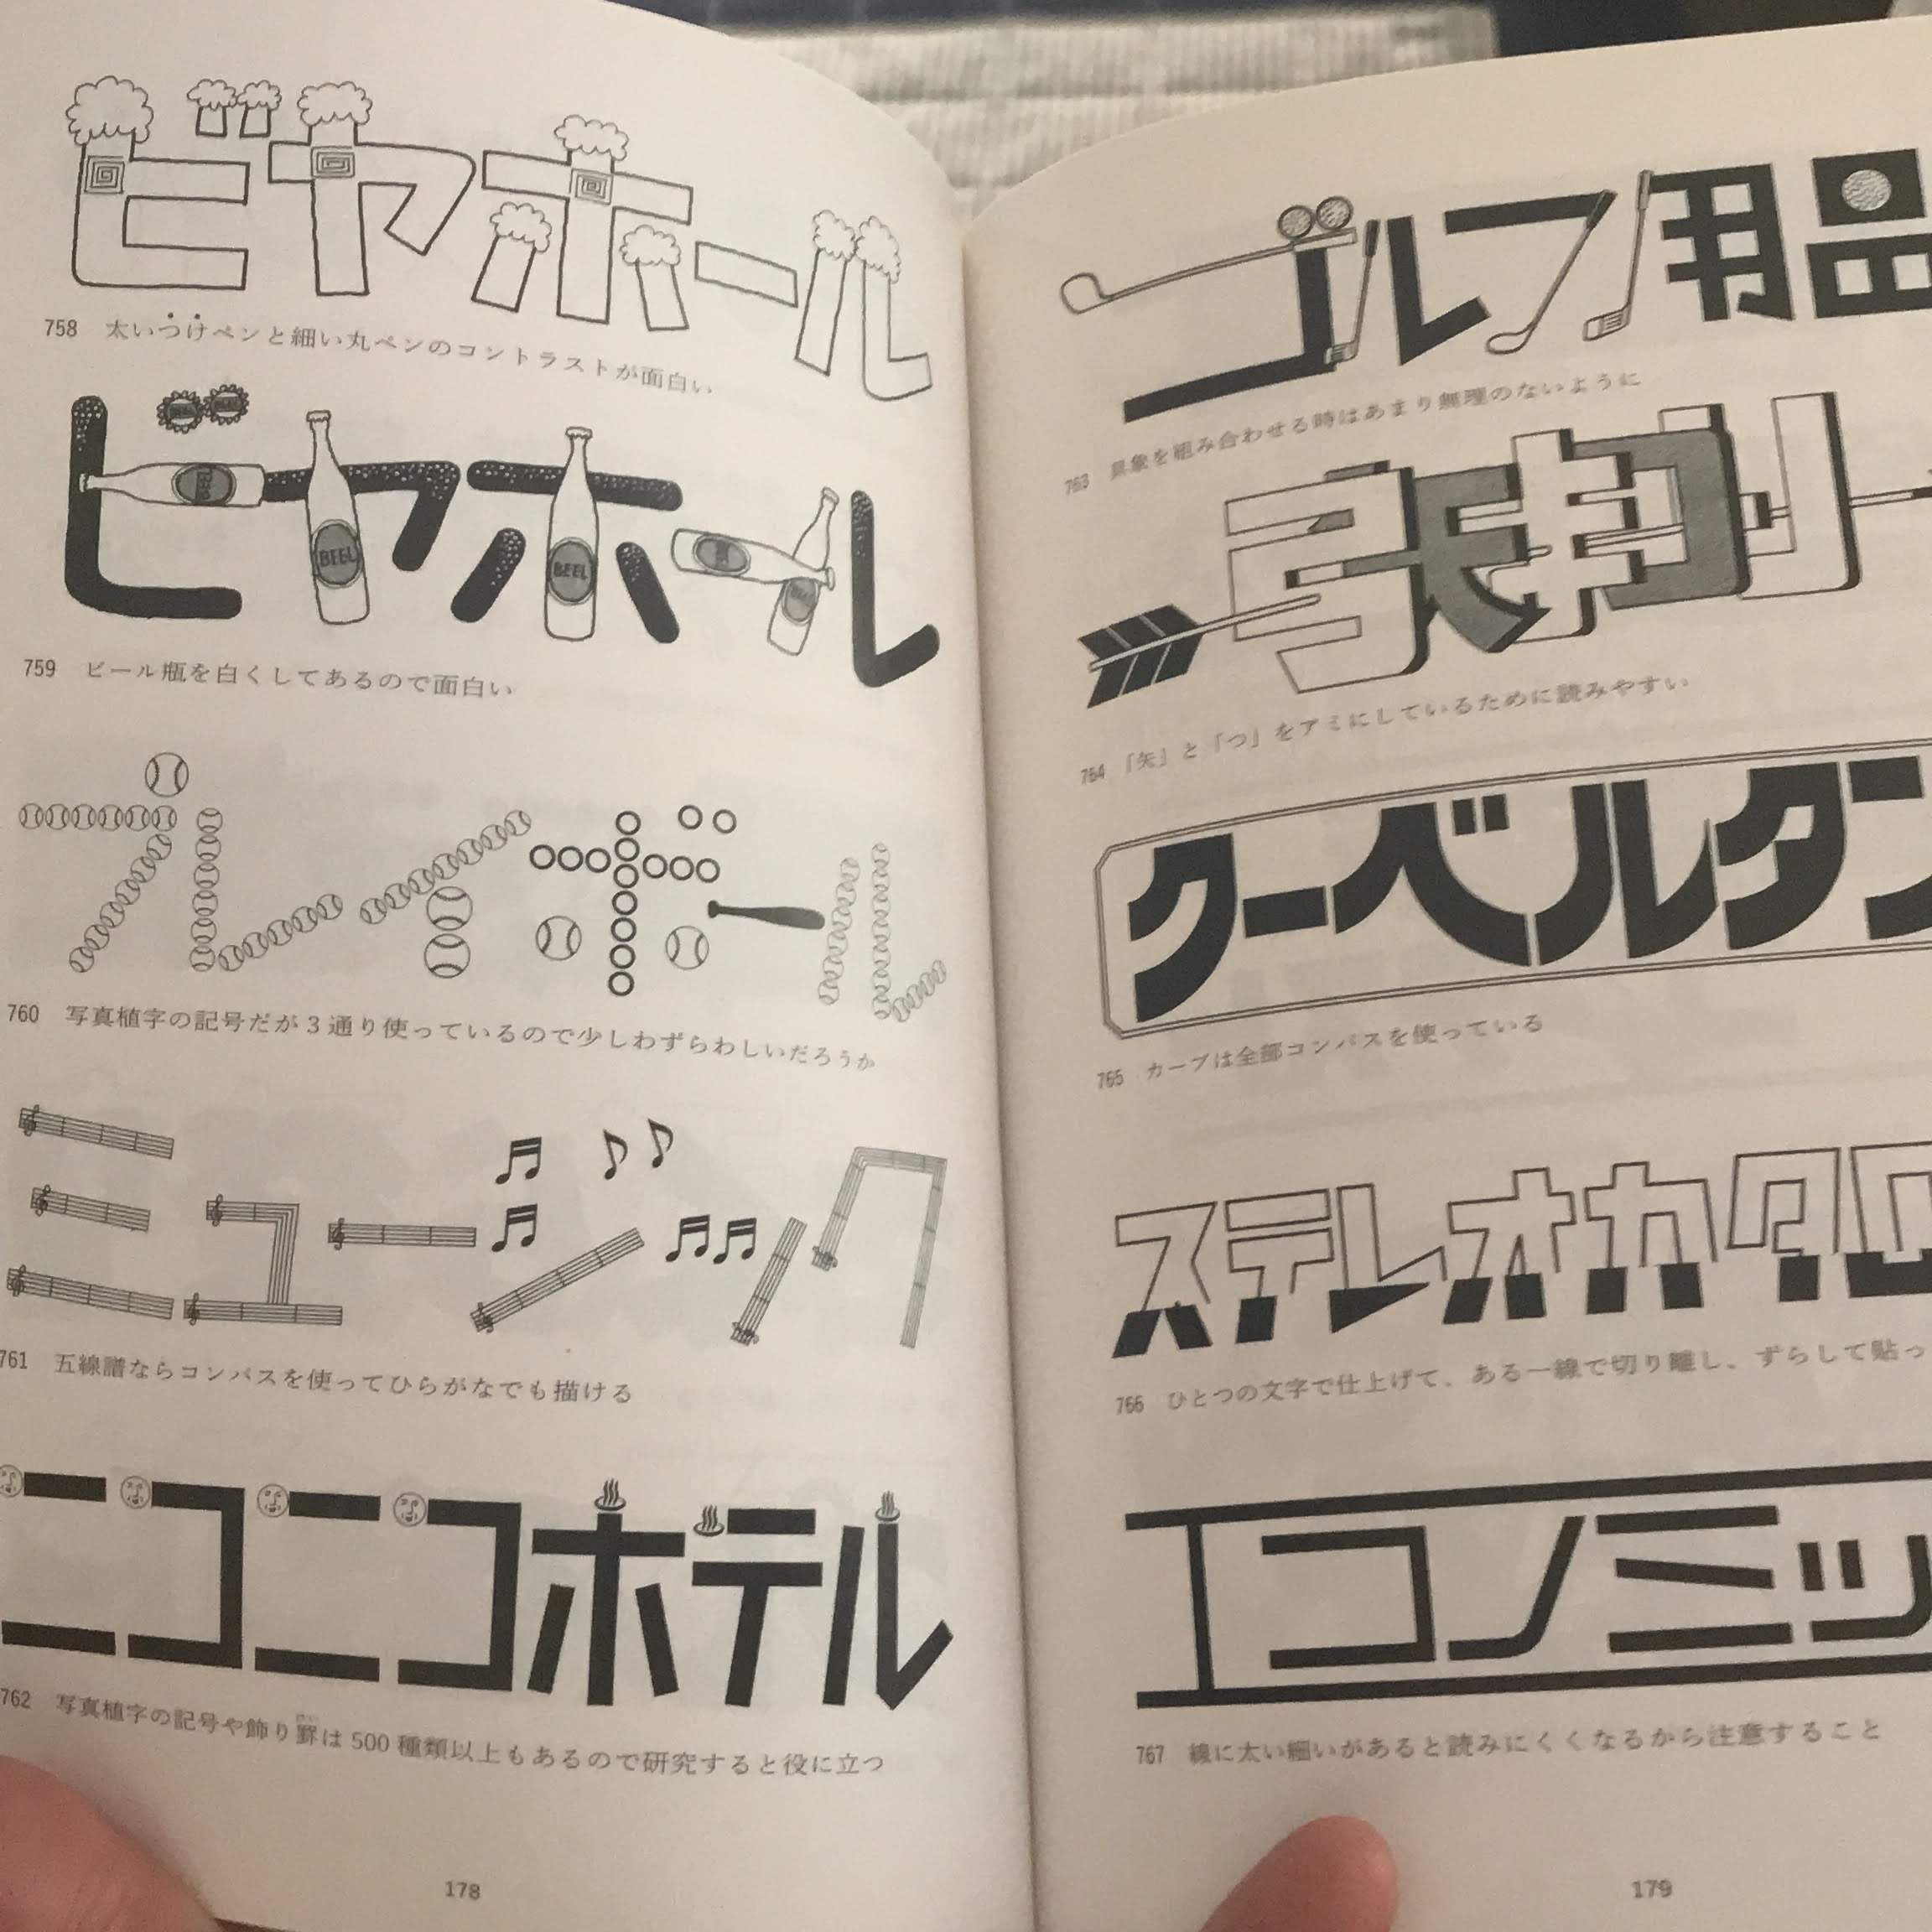 ビヤホール
758 太いつけペンと細い丸ペンのコントラストが面白い
ビヤホール
BEEL
BEEL
759 ビール瓶を白くしてあるので面白い
760 写真植字の記号だが3通り使っているので少しわずらわしいだろうか
761 五線譜ならコンパスを使ってひらがなでも描ける
ニコニコホテル
762 写真植字の記号や飾り罫は500種類以上もあるので研究すると役に立つ
178
ゴルフ用品
763 具象を組み合わせる時はあまり無理のないように
764 「矢」と「つ」をアミにしているために読みやすい
クーベルタン
765 カーブは全部コンパスを使っている
ステレオカタロ
766 ひとつの文字で仕上げて、ある一線で切り離し、ずらして貼っ
エコノミッ
767 線に太い細いがあると読みにくくなるから注意すること
179